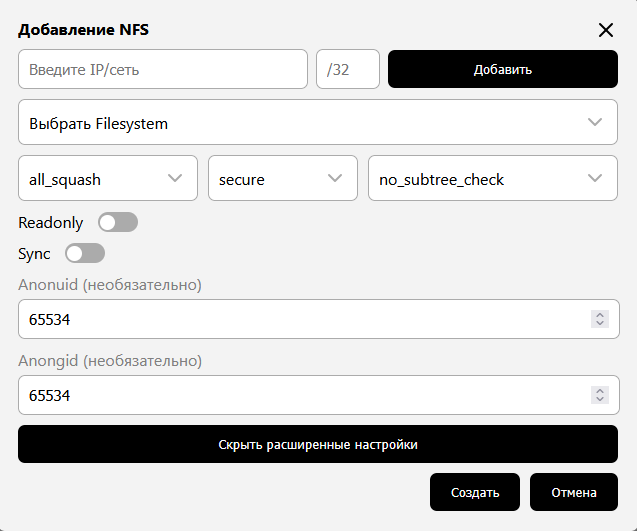 Добавление NFS
Введите IP/сеть /32 Добавить
Выбрать Filesystem
all_squash secure no_subtree_check
Readonly
Sync
Anonuid (необязательно)
65534
Anongid (необязательно)
65534
Скрыть расширенные настройки
Создать Отмена